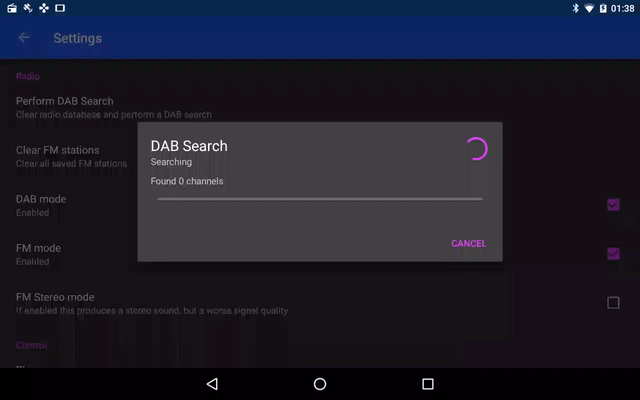 01:38
Settings
Radio
Perform DAB Search
Clear radio database and perform a DAB search
Clear FM stations
Clear all saved FM stations
DAB mode
Enabled
FM mode
Enabled
FM Stereo mode
If enabled this produces a stereo sound, but a worse signal quality
Control
DAB Search
Searching
Found 0 channels
CANCEL